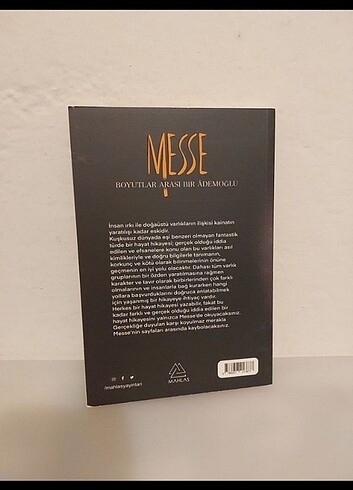 MESSE
BOYUTLAR ARASI BIR ÂDEMOĞLU
İnsan ırkı ile doğaüstü varlıkların ilişkisi kainatın
yaratılışı kadar eskidir.
Kuşkusuz dünyada eşi benzeri olmayan fantastik
türde bir hayat hikayesi; gerçek olduğu iddia
edilen ve efsanelere konu olan bu varlıkları asıl
kimlikleriyle ve doğru bilgilerle tanımanın,
korkunç ve kötü olarak bilinmelerinin önüne
geçmenin en iyi yolu olacaktır. Dahası tüm varlık
gruplarının bir özden yaratılmasına rağmen
karakter ve tavır olarak birbirlerinden çok farklı
olmalarının ve insanlarla bağ kurarken hangi
yollara başvurduklarını doğruca anlatabilmek
için yaşanmış bir hikayeye ihtiyaç vardır.
Herkes bir hayat hikayesi yazabilir, fakat bu
kadar farklı ve gerçek olduğu iddia edilen bir
hayat hikayesini yalnızca Messe'de okuyacaksınız.
Gerçekliğe duyulan karşı koyulmaz merakla
Messe'nin sayfaları arasında kaybolacaksınız.
/mahlasyayinlari
MAHLAS